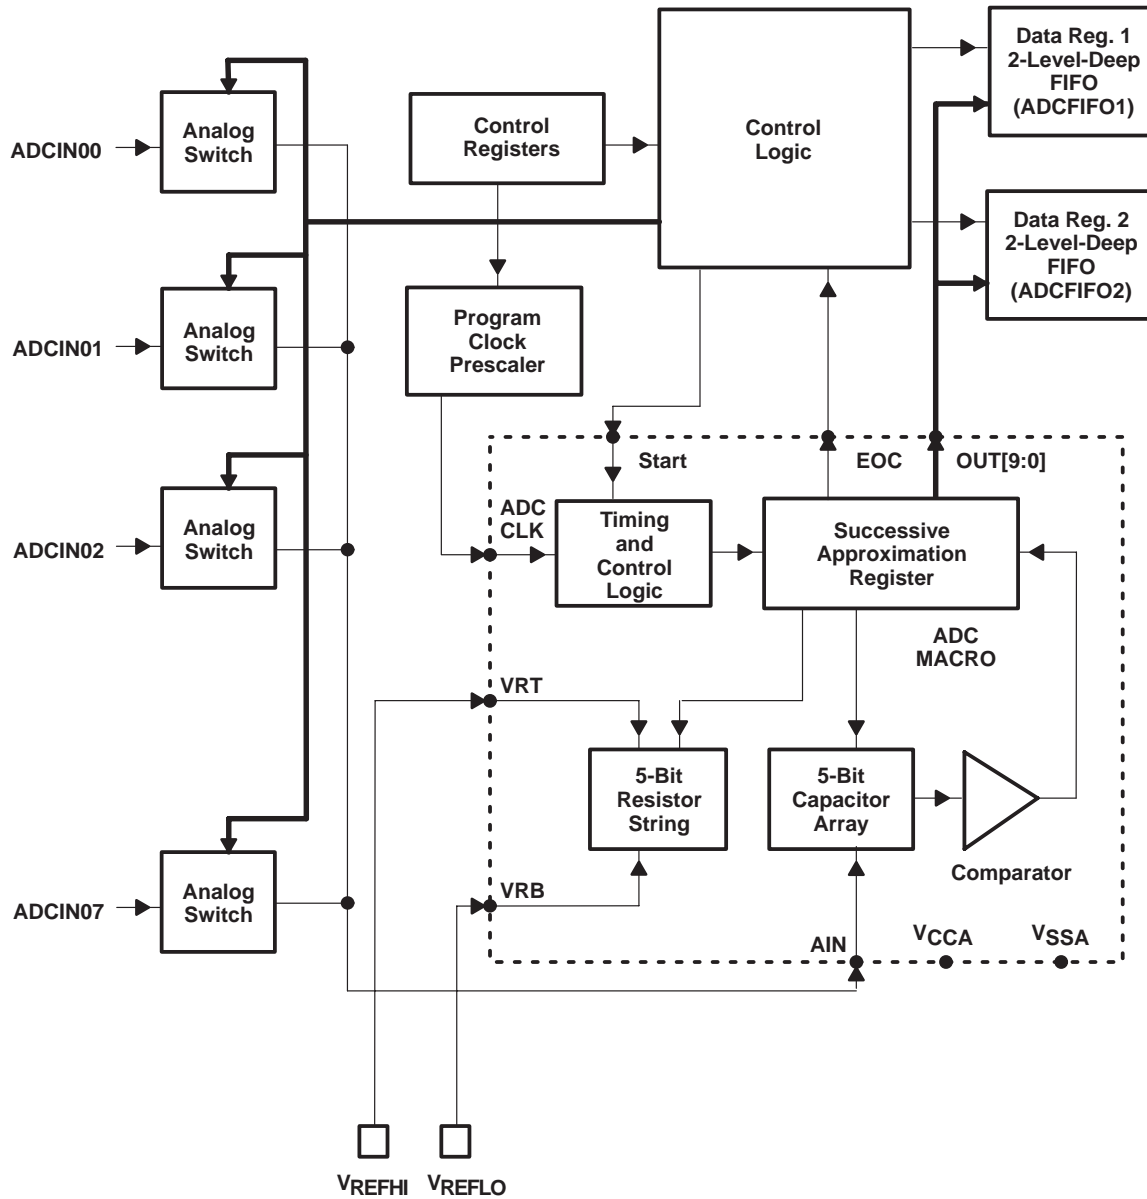 Data Reg. 1
2-Level-Deep
FIFO
(ADCFIFO1)
Analog
Switch
ADCIN00
Control
Registers
Control
Logic
Data Reg. 2
2-Level-Deep
FIFO
(ADCFIFO2)
Analog
Switch
ADCIN01
Program
Clock
Prescaler
Start
EOC
OUT[9:0]
ADC
CLK
Timing
and
Control
Logic
Successive
Approximation
Register
Analog
Switch
ADCIN02
ADC
MACRO
VRT
5-Bit
Resistor
String
5-Bit
Capacitor
Array
Comparator
Analog
Switch
ADCIN07
VRB
AIN
VCCA
VSSA
VREFHI
VREFLO